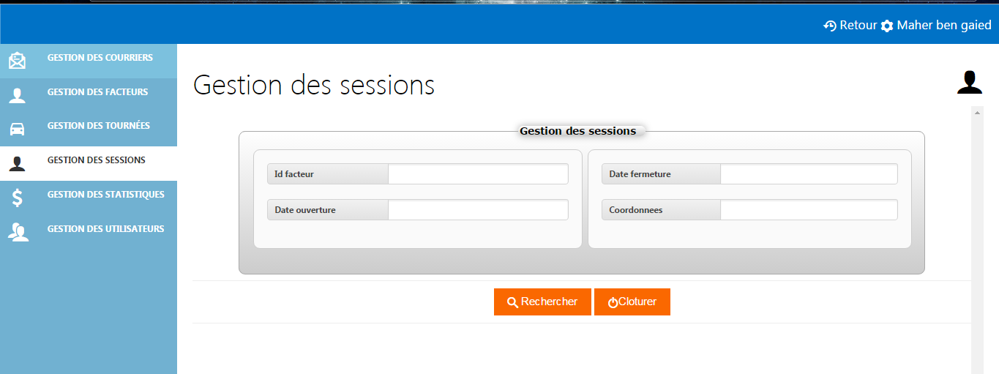 Retour Maher ben gaied
GESTION DES COURRIERS
GESTION DES FACTEURS
GESTION DES TOURNÉES
GESTION DES SESSIONS
GESTION DES STATISTIQUES
GESTION DES UTILISATEURS
Gestion des sessions
Gestion des sessions
Id facteur
Date ouverture
Date fermeture
Coordonnees
Rechercher
Cloturer